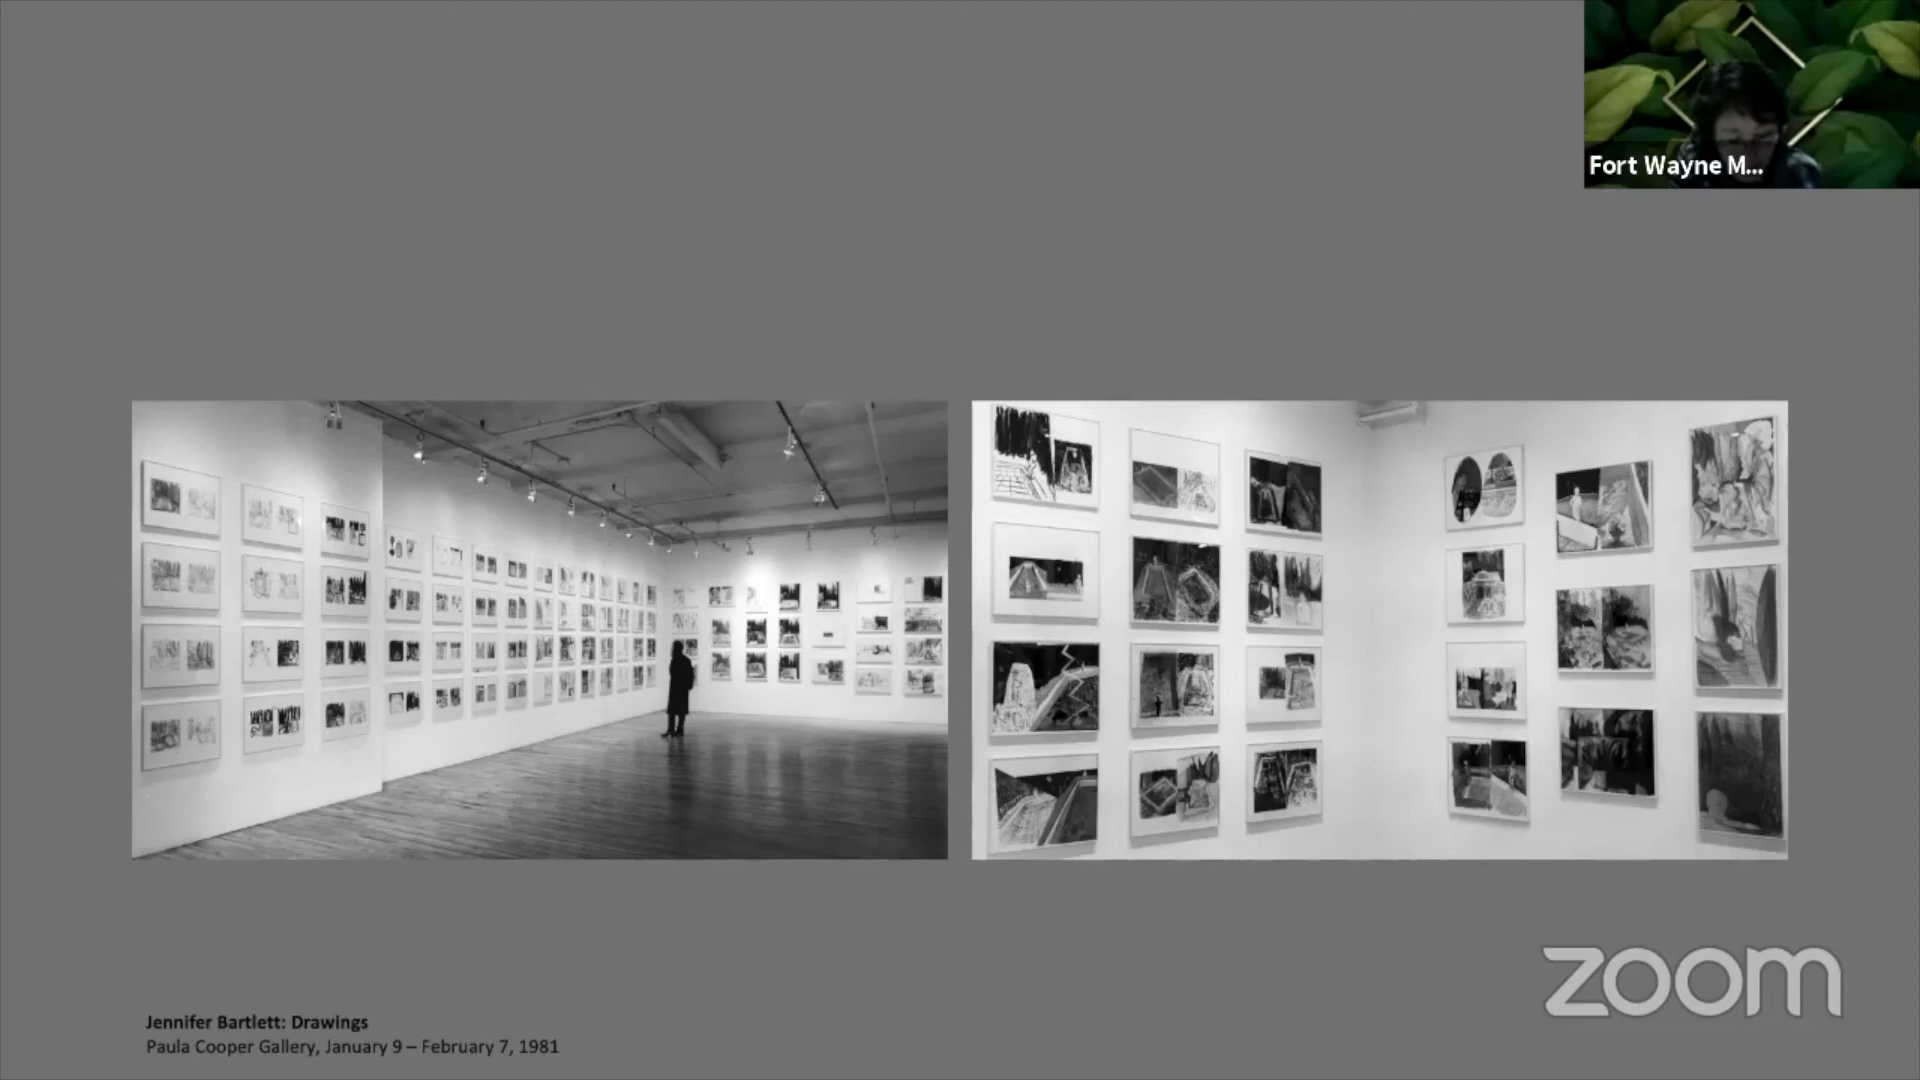 Fort Wayne M...
zoom
Jennifer Bartlett: Drawings
Paula Cooper Gallery, January 9 – February 7, 1981